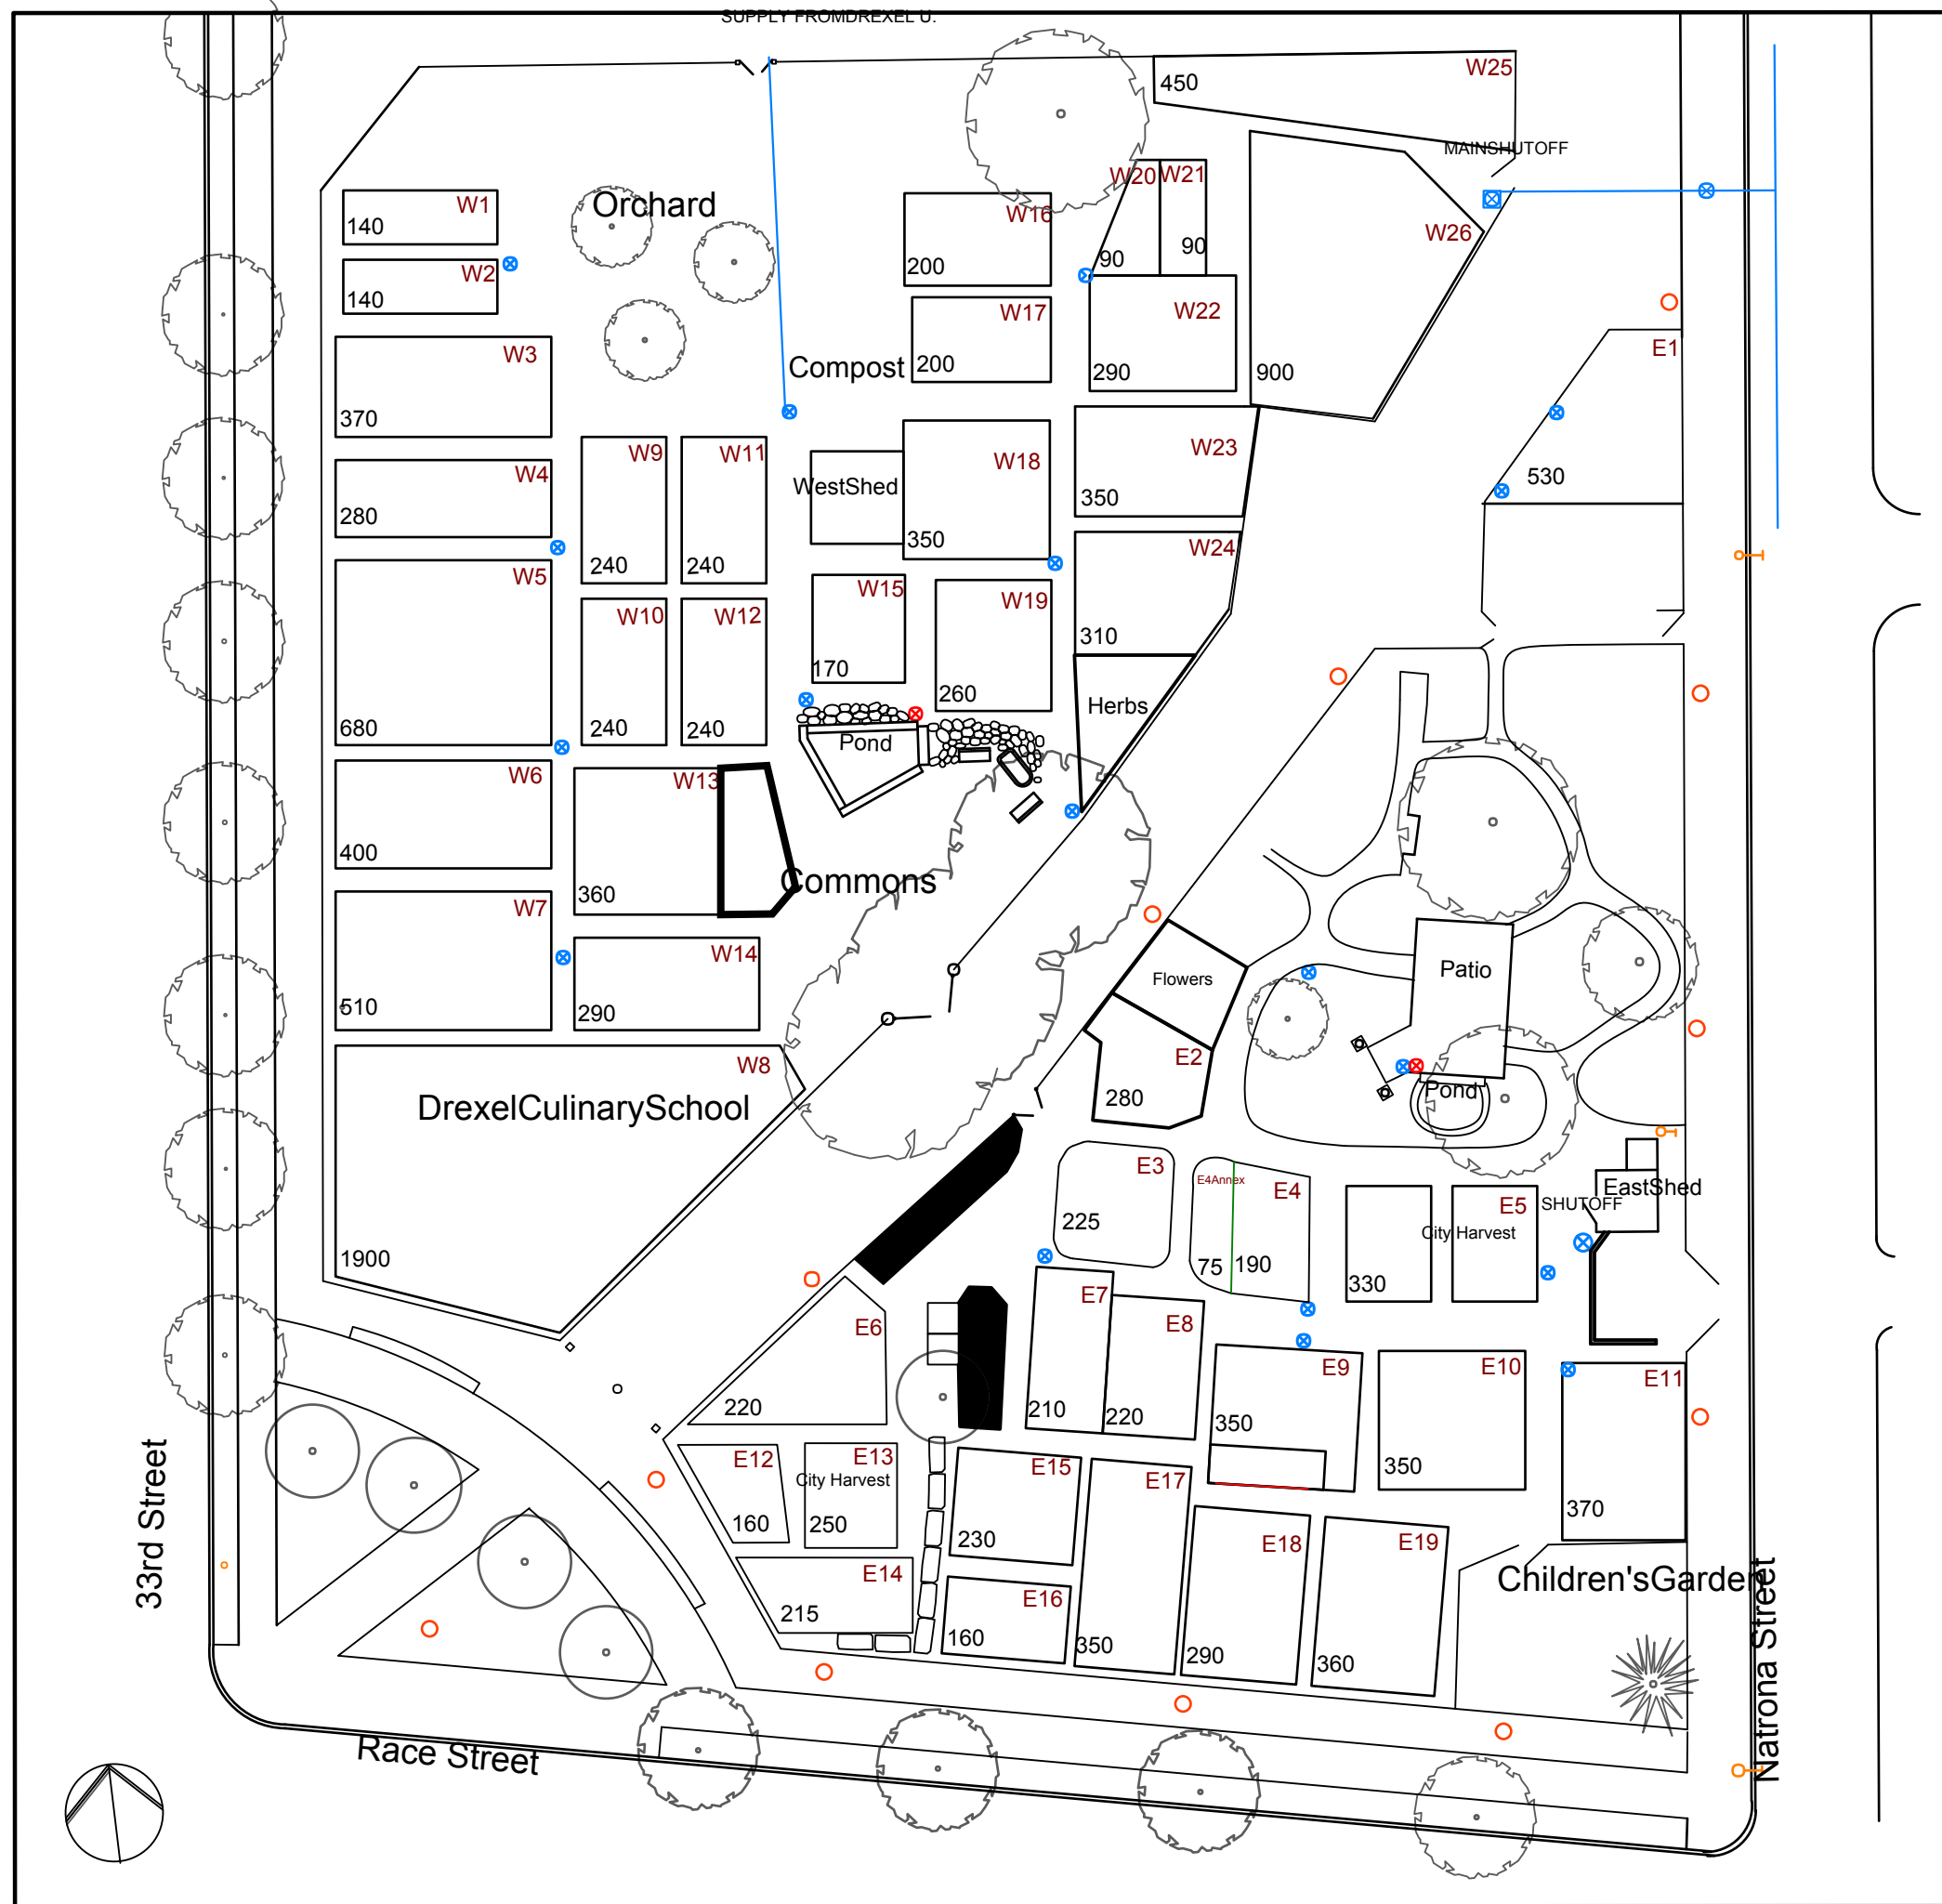 SUPPLY FROMDREXEL U.
W25
450
MAINSHUTOFF
W1
140
Orchard
W16
200
W20
W21
90
90
W26
900
W2
140
W17
200
W22
290
W3
370
Compost
E1
530
W4
280
W9
240
W11
240
WestShed
W18
350
W23
350
W24
310
W5
680
W10
240
W12
240
W15
170
W19
260
Herbs
Pond
W6
400
W13
360
Commons
W7
510
W14
290
Flowers
Patio
W8
DrexelCulinarySchool
1900
E2
280
Pond
E3
225
E4Annex
E4
75
190
E5
City Harvest
330
SHUTOFF
EastShed
E6
220
E7
210
E8
220
E9
350
E10
350
E11
370
E12
160
E13
City Harvest
250
E14
215
E15
230
E16
160
E17
350
E18
290
E19
360
Children'sGarden
33rd Street
Race Street
Natrona Street